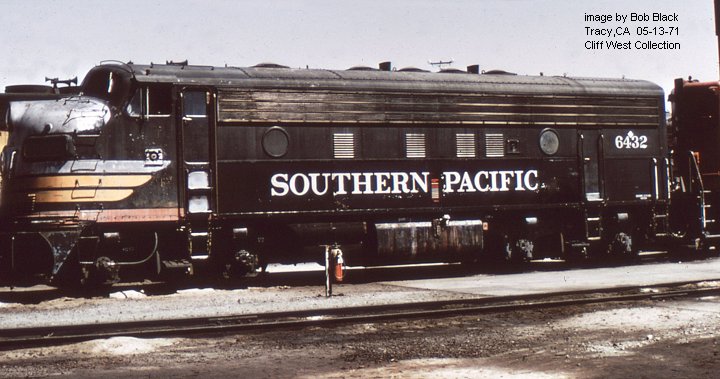 image by Bob Black
Tracy,CA 05-13-71
Cliff West Collection
6432
SOUTHERN PACIFIC